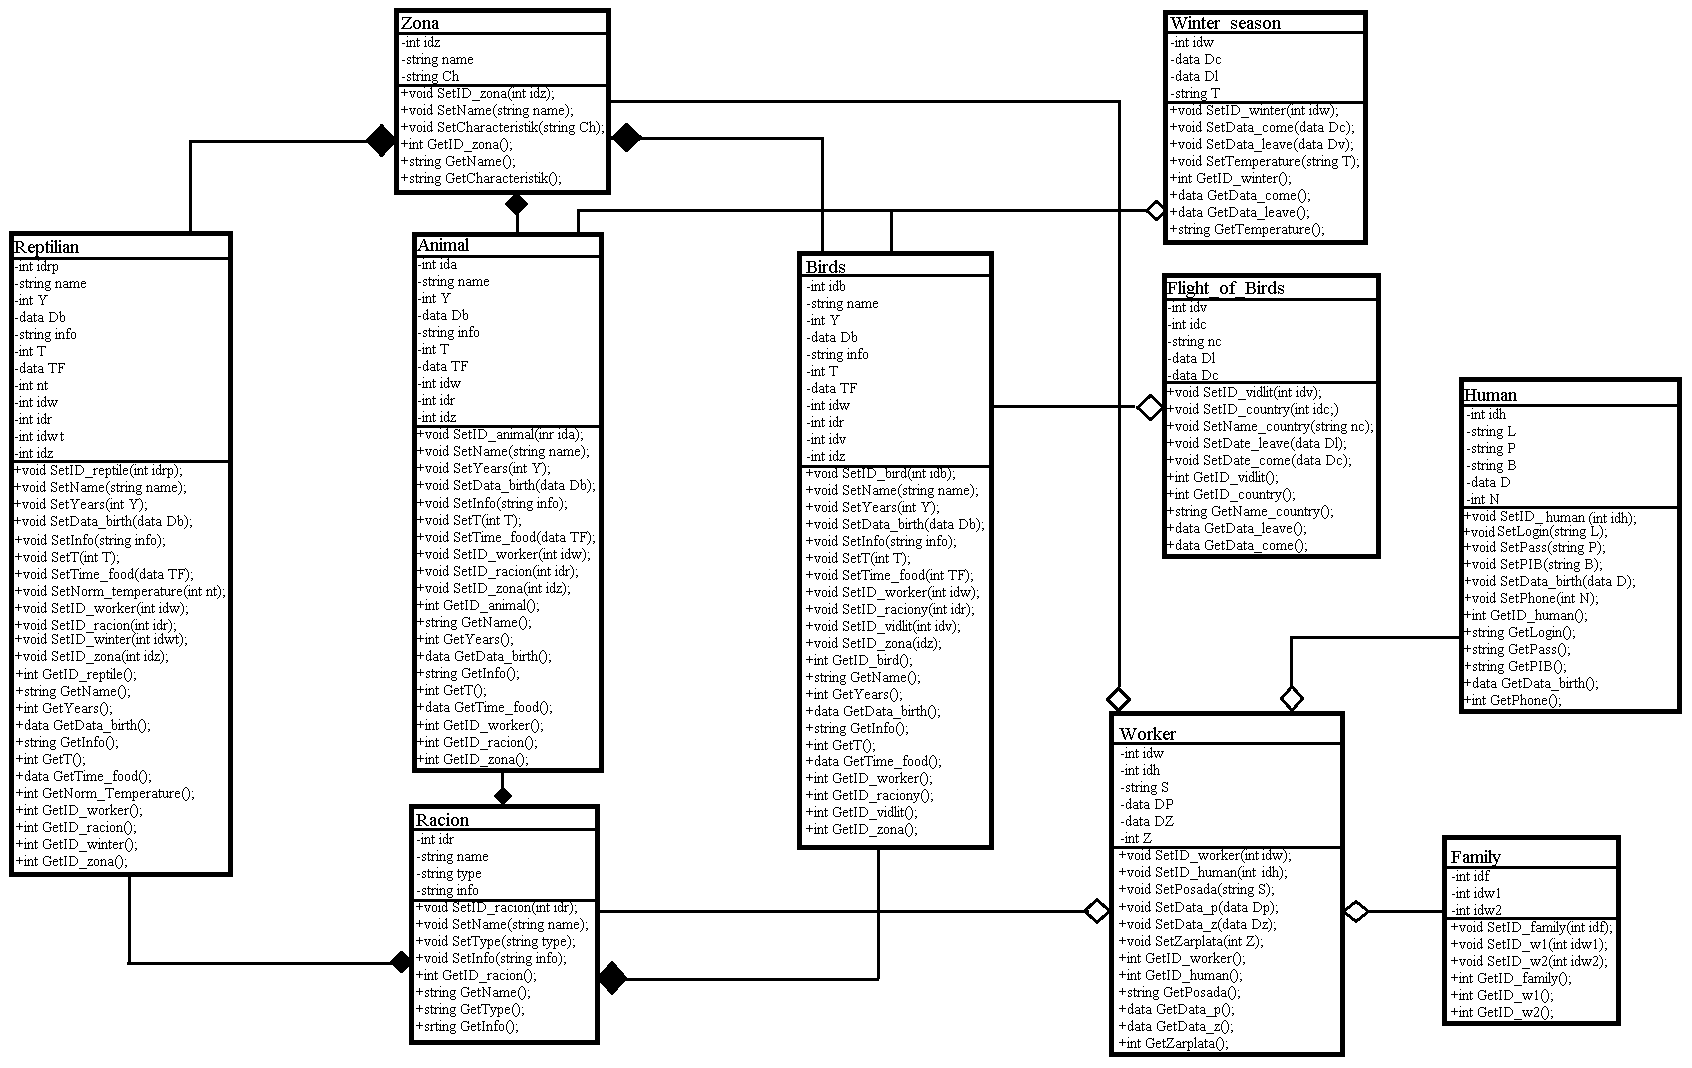 Zona
-int idz
-string name
-string Ch
+void SetID_zona(int idz);
+void SetName(string name);
+void SetCharacteristik(string Ch);
+int GetID_zona();
+string GetName();
+string GetCharacteristik();
Winter_season
-int idw
-data Dc
-data Dl
-string T
+void SetID_winter(int idw);
+void SetData_come(data Dc);
+void SetData_leave(data Dv);
+void SetTemperature(string T);
+int GetID_winter();
+data GetData_come();
+data GetData_leave();
+string GetTemperature();
Reptilian
-int idrp
-string name
-int Y
-data Db
-string info
-int T
-data TF
-int nt
-int idw
-int idr
-int idwt
-int idz
+void SetID_reptile(int idrp);
+void SetName(string name);
+void SetYears(int Y);
+void SetData_birth(data Db);
+void SetInfo(string info);
+void SetT(int T);
+void SetTime_food(data TF);
+void SetNorm_temperature(int nt);
+void SetID_worker(int idw);
+void SetID_racion(int idr);
+void SetID_winter(int idwt);
+void SetID_zona(int idz);
+int GetID_reptile();
+string GetName();
+int GetYears();
+data GetData_birth();
+string GetInfo();
+int GetT();
+data GetTime_food();
+int GetNorm_Temperature();
+int GetID_worker();
+int GetID_racion();
+int GetID_winter();
+int GetID_zona();
Animal
-int ida
-string name
-int Y
-data Db
-string info
-int T
-data TF
-int idw
-int idr
-int idz
+void SetID_animal(inr ida);
+void SetName(string name);
+void SetYears(int Y);
+void SetData_birth(data Db);
+void SetInfo(string info);
+void SetT(int T);
+void SetTime_food(data TF);
+void SetID_worker(int idw);
+void SetID_racion(int idr);
+void SetID_zona(int idz);
+int GetID_animal();
+string GetName();
+int GetYears();
+data GetData_birth();
+string GetInfo();
+int GetT();
+data GetTime_food();
+int GetID_worker();
+int GetID_racion();
+int GetID_zona();
Birds
-int idb
-string name
-int Y
-data Db
-string info
-int T
-data TF
-int idw
-int idr
-int idv
-int idz
+void SetID_bird(int idb);
+void SetName(string name);
+void SetYears(int Y);
+void SetData_birth(data Db);
+void SetInfo(string info);
+void SetT(int T);
+void SetTime_food(int TF);
+void SetID_worker(int idw);
+void SetID_raciony(int idr);
+void SetID_vidlit(int idv);
+void SetID_zona(idz);
+int GetID_bird();
+string GetName();
+int GetYears();
+data GetData_birth();
+string GetInfo();
+int GetT();
+data GetTime_food();
+int GetID_worker();
+int GetID_raciony();
+int GetID_vidlit();
+int GetID_zona();
Flight_of_Birds
-int idv
-int idc
-string nc
-data Dl
-data Dc
+void SetID_vidlit(int idv);
+void SetID_country(int idc;)
+void SetName_country(string nc);
+void SetDate_leave(data Dl);
+void SetDate_come(data Dc);
+int GetID_vidlit();
+int GetID_country();
+string GetName_country();
+data GetData_leave();
+data GetData_come();
Human
-int idh
-string L
-string P
-string B
-data D
-int N
+void SetID_human (int idh);
+void SetLogin(string L);
+void SetPass(string P);
+void SetPIB(string B);
+void SetData_birth(data D);
+void SetPhone(int N);
+int GetID_human();
+string GetLogin();
+string GetPass();
+string GetPIB();
+data GetData_birth();
+int GetPhone();
Racion
-int idr
-string name
-string type
-string info
+void SetID_racion(int idr);
+void SetName(string name);
+void SetType(string type);
+void SetInfo(string info);
+int GetID_racion();
+string GetName();
+string GetType();
+srting GetInfo();
Worker
-int idw
-int idh
-string S
-data DP
-data DZ
-int Z
+void SetID_worker(int idw);
+void SetID_human(int idh);
+void SetPosada(string S);
+void SetData_p(data Dp);
+void SetData_z(data Dz);
+void SetZarplata(int Z);
+int GetID_worker();
+int GetID_human();
+string GetPosada();
+data GetData_p();
+data GetData_z();
+int GetZarplata();
Family
-int idf
-int idw1
-int idw2
+void SetID_family(int idf);
+void SetID_w1(int idw1);
+void SetID_w2(int idw2);
+int GetID_family();
+int GetID_w1();
+int GetID_w2();